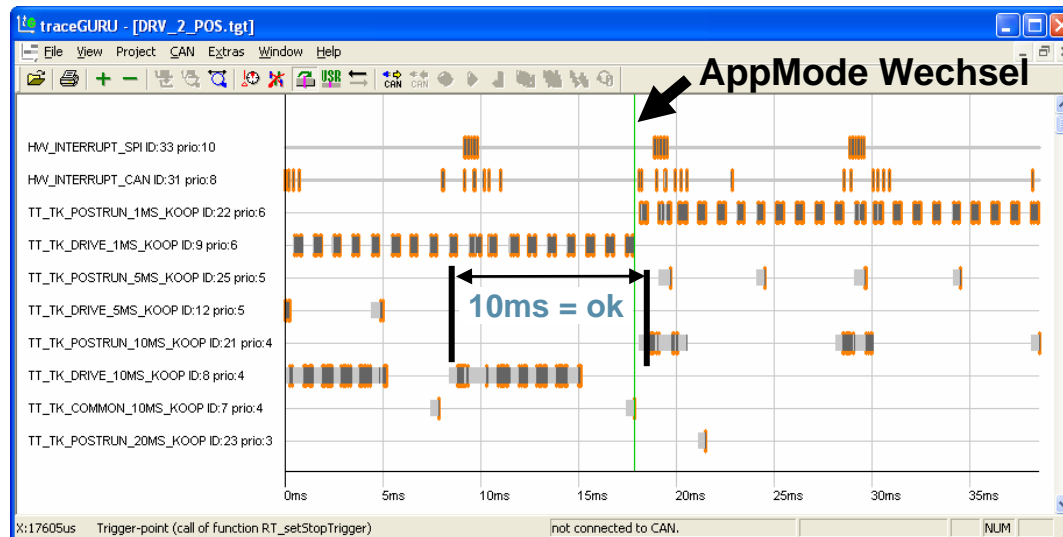 traceGURU - [DRV_2_POS.tgt]
File View Project CAN Extras Window Help
USR CAN CAN
AppMode Wechsel
HW_INTERRUPT_SPI ID:33 prio:10
HW_INTERRUPT_CAN ID:31 prio:8
TT_TK_POSTRUN_1MS_KOOP ID:22 prio:6
TT_TK_DRIVE_1MS_KOOP ID:9 prio:6
TT_TK_POSTRUN_5MS_KOOP ID:25 prio:5
10ms = ok
TT_TK_DRIVE_5MS_KOOP ID:12 prio:5
TT_TK_POSTRUN_10MS_KOOP ID:21 prio:4
TT_TK_DRIVE_10MS_KOOP ID:8 prio:4
TT_TK_COMMON_10MS_KOOP ID:7 prio:4
TT_TK_POSTRUN_20MS_KOOP ID:23 prio:3
0ms 5ms 10ms 15ms 20ms 25ms 30ms 35ms
X:17605us Trigger-point (call of function RT_setStopTrigger) not connected to CAN. NUM